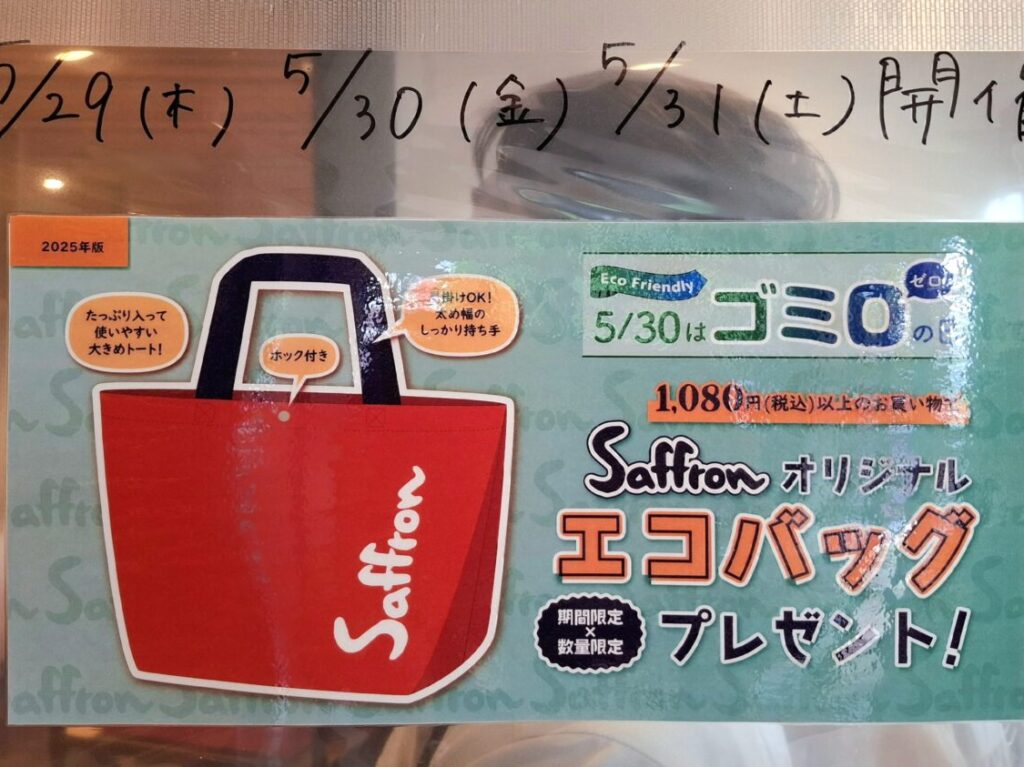 5/29(木) 5/30(金) 5/31(土)開催
2025年版
たっぷり入って
使いやすい
大きめトート!
ホック付き
掛けOK!
太め幅の
しっかり持ち手
Eco Friendly
ゼロ
5/30はゴミ0の日
1,080円(税込)以上のお買い物で
Saffron オリジナル
エコバッグ
期間限定
×
数量限定
プレゼント!
Saffron